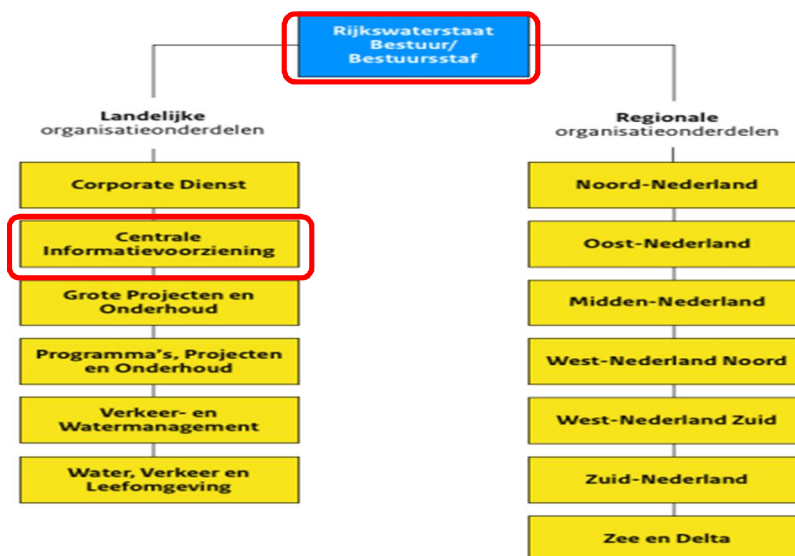 Rijkswaterstaat
Bestuur/
Bestuursstaf
Landelijke
organisatieonderdelen
Corporate Dienst
Centrale
Informatievoorziening
Grote Projecten en
Onderhoud
Programma's, Projecten
en Onderhoud
Verkeer- en
Watermanagement
Water, Verkeer en
Leefomgeving
Regionale
organisatieonderdelen
Noord-Nederland
Oost-Nederland
Midden-Nederland
West-Nederland Noord
West-Nederland Zuid
Zuid-Nederland
Zee en Delta